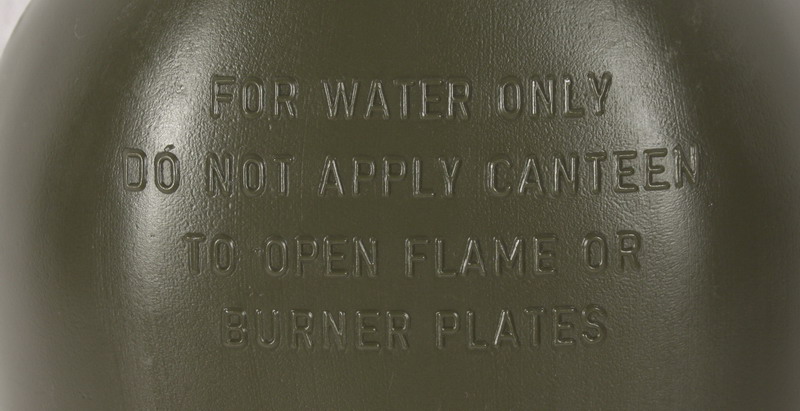 FOR WATER ONLY
DO NOT APPLY CANTEEN
TO OPEN FLAME OR
BURNER PLATES